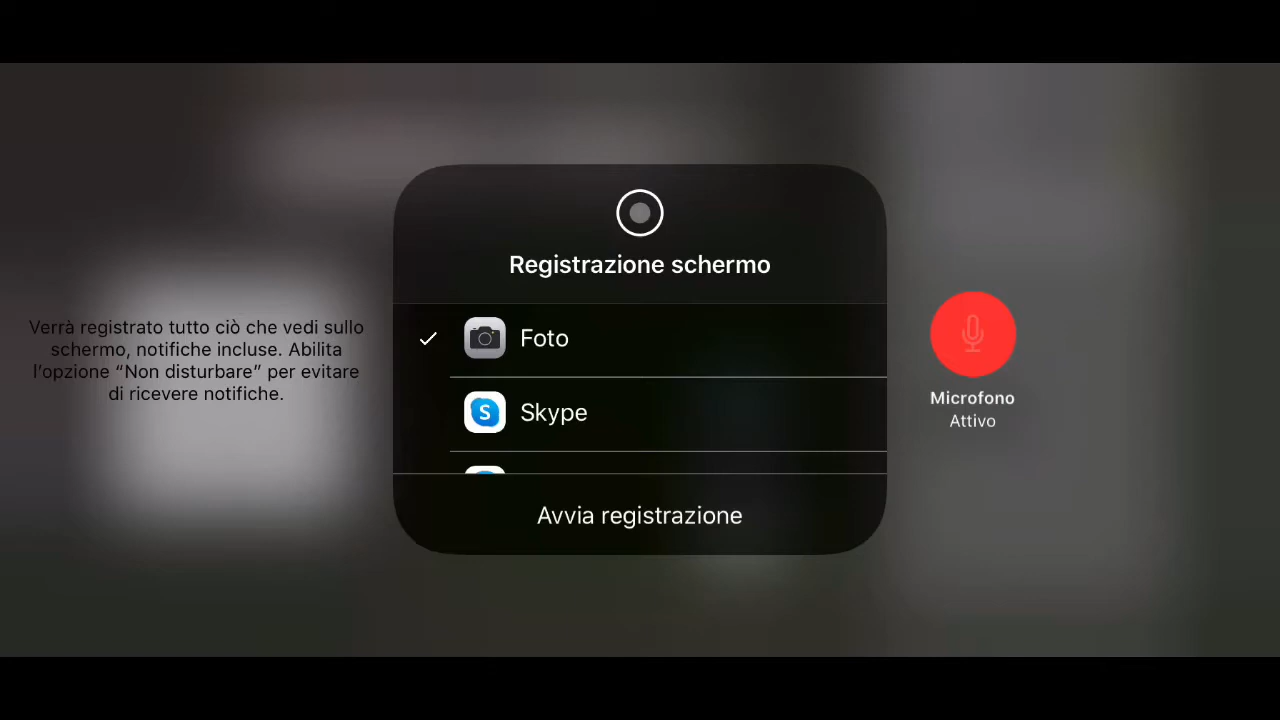 Registrazione schermo
Verrà registrato tutto ciò che vedi sullo
schermo, notifiche incluse. Abilita
l’opzione “Non disturbare” per evitare
di ricevere notifiche.
Foto
S
Skype
Avvia registrazione
Microfono
Attivo